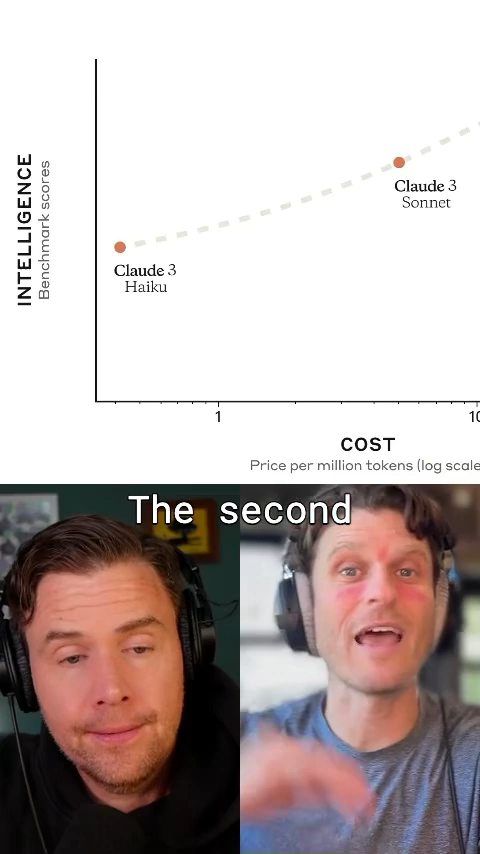 INTELLIGENCE
Benchmark scores
Claude 3
Sonnet
Claude 3
Haiku
1
10
COST
Price per million tokens (log scale
The second